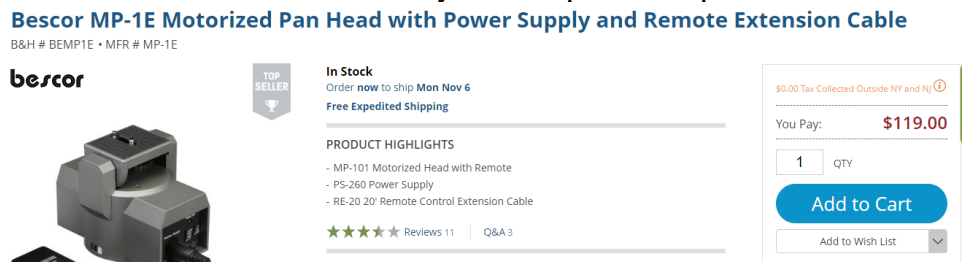 Bescor MP-1E Motorized Pan Head with Power Supply and Remote Extension Cable
B&H # BEMP1E • MFR # MP-1E
bescor
TOP
SELLER
In Stock
Order now to ship Mon Nov 6
Free Expedited Shipping
PRODUCT HIGHLIGHTS
- MP-101 Motorized Head with Remote
- PS-260 Power Supply
- RE-20 20' Remote Control Extension Cable
Reviews 11
Q&A 3
$0.00 Tax Collected Outside NY and NJ
You Pay: $119.00
1 QTY
Add to Cart
Add to Wish List